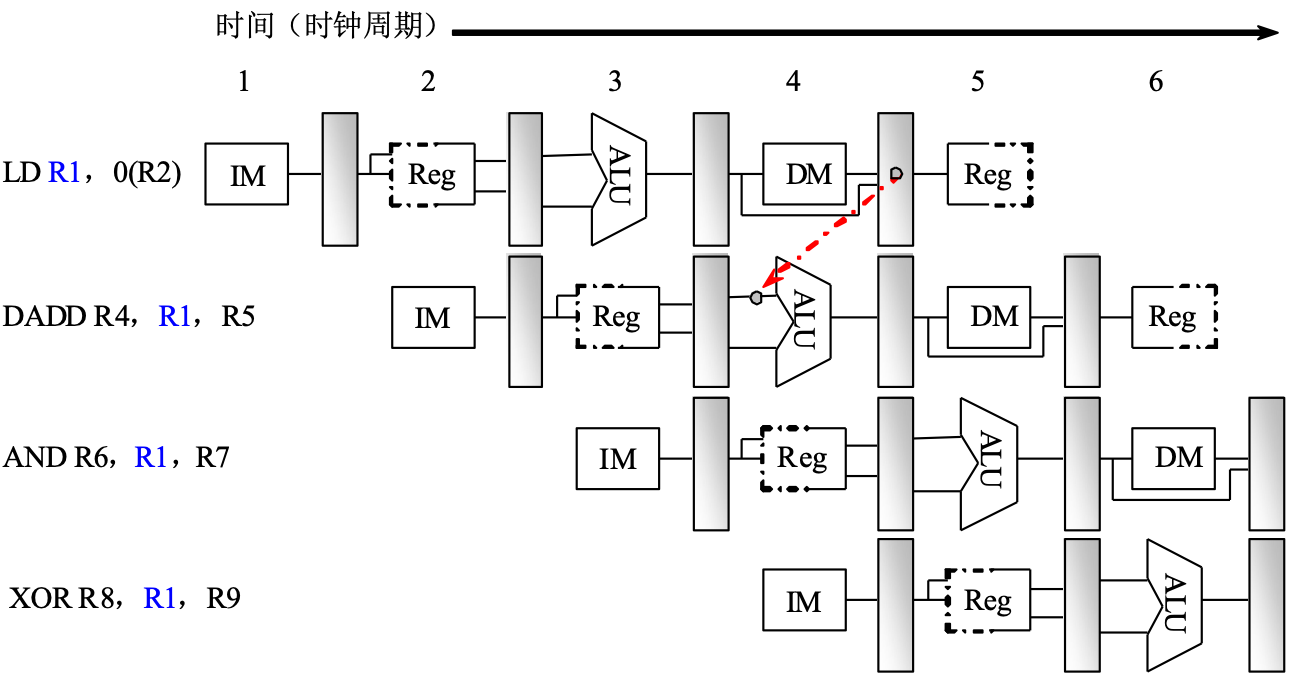 时间（时钟周期）
1 2 3 4 5 6
LD R1，0(R2) IM Reg ALU DM Reg
DADD R4，R1，R5 IM Reg ALU DM Reg
AND R6，R1，R7 IM Reg ALU DM
XOR R8，R1，R9 IM Reg ALU